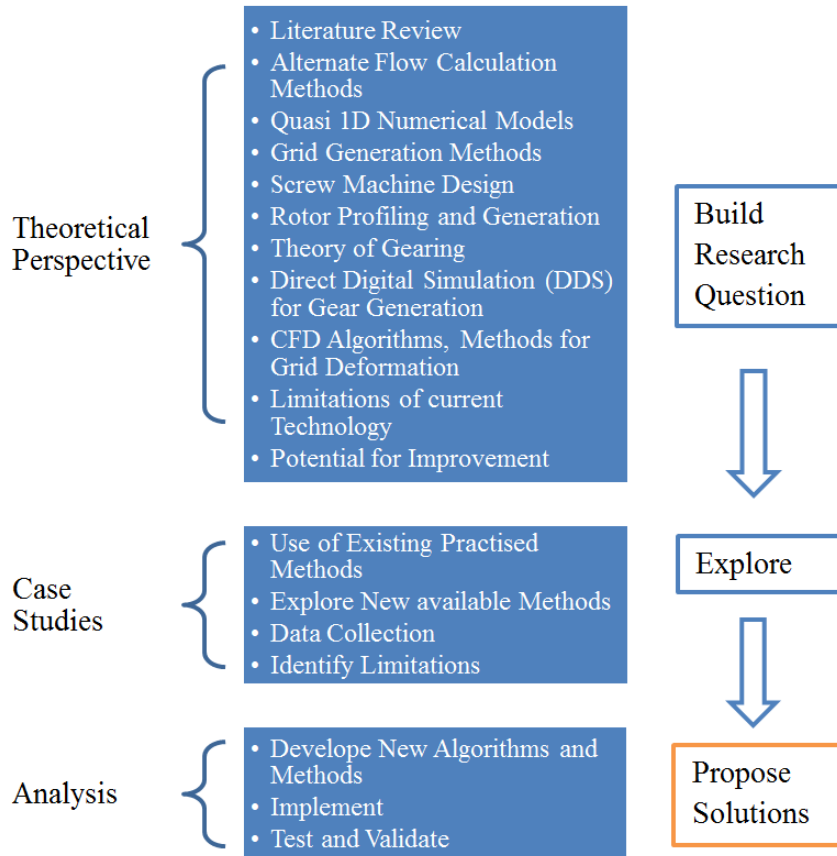 Theoretical
Perspective
• Literature Review
• Alternate Flow Calculation
Methods
• Quasi 1D Numerical Models
• Grid Generation Methods
• Screw Machine Design
• Rotor Profiling and Generation
• Theory of Gearing
• Direct Digital Simulation (DDS)
for Gear Generation
• CFD Algorithms, Methods for
Grid Deformation
• Limitations of current
Technology
• Potential for Improvement
Build
Research
Question
Case
Studies
• Use of Existing Practised
Methods
• Explore New available Methods
• Data Collection
• Identify Limitations
Explore
Analysis
• Develope New Algorithms and
Methods
• Implement
• Test and Validate
Propose
Solutions